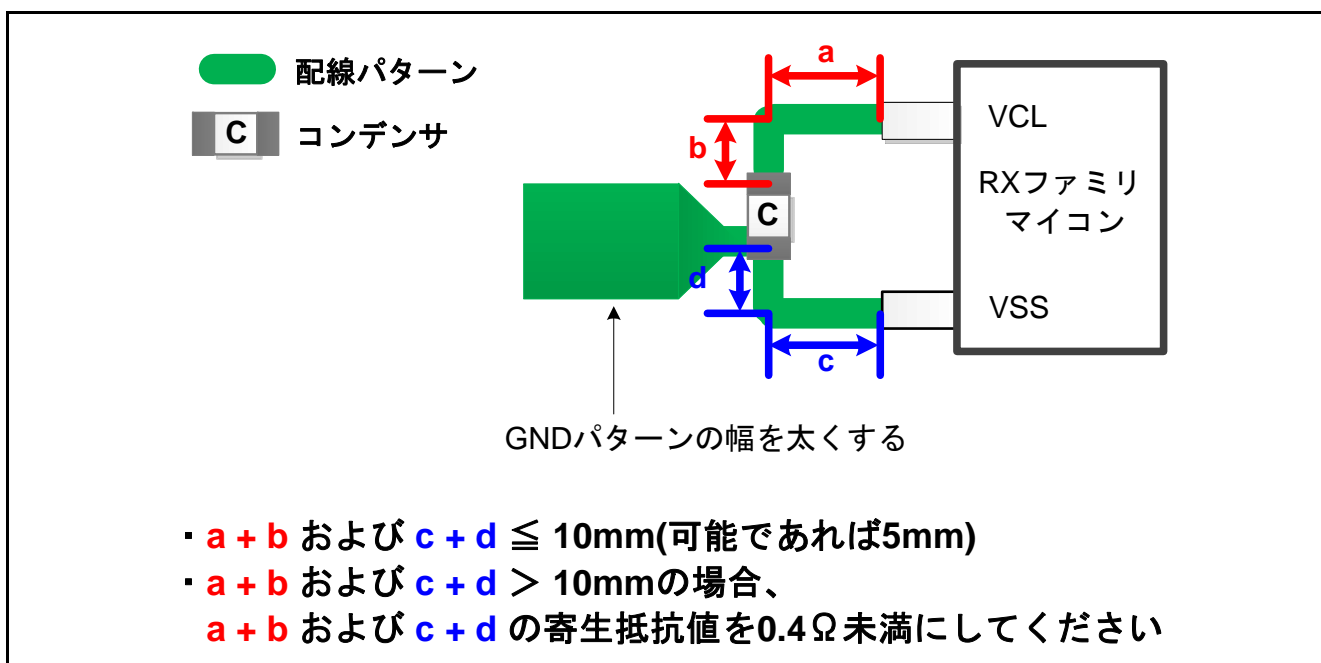 配線パターン
C
コンデンサ
a
b
C
d
c
VCL
RXファミリ
マイコン
VSS
GNDパターンの幅を太くする
・a + b および c + d ≦ 10mm(可能であれば5mm)
・a + b および c + d ＞ 10mmの場合、
a + b および c + d の寄生抵抗値を0.4Ω未満にしてください